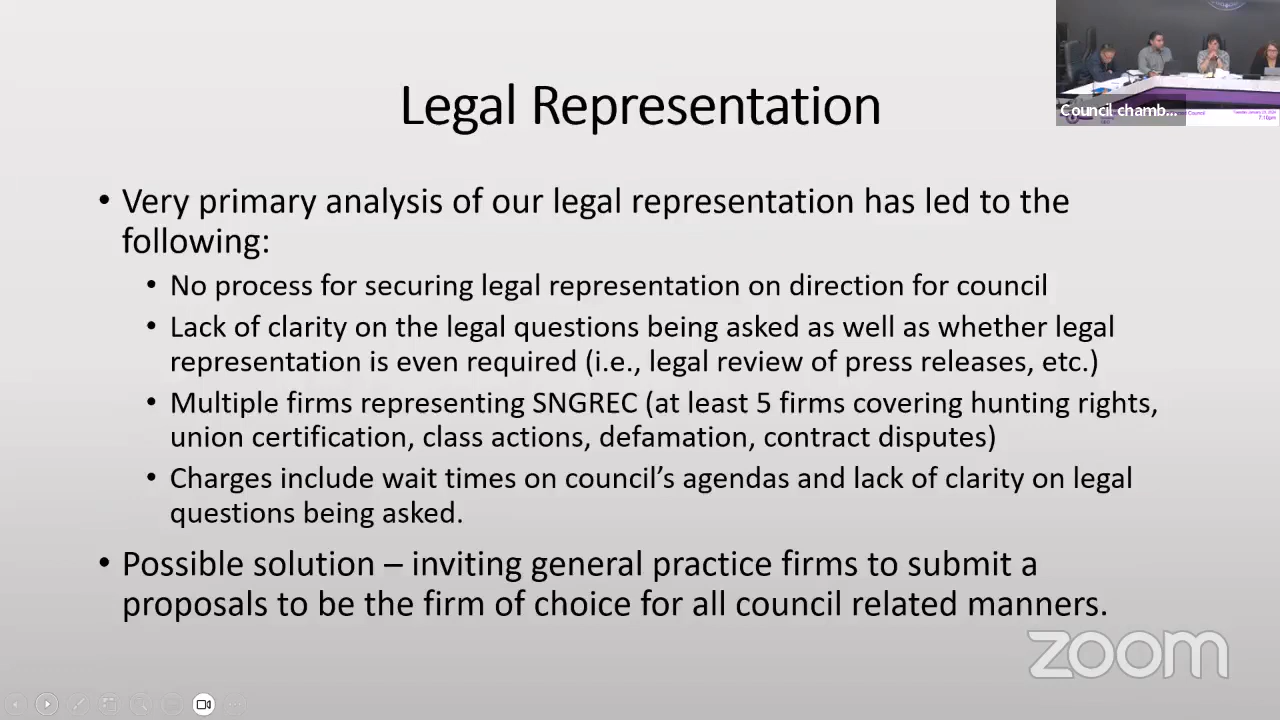 Legal Representation
• Very primary analysis of our legal representation has led to the
following:
• No process for securing legal representation on direction for council
• Lack of clarity on the legal questions being asked as well as whether legal
representation is even required (i.e., legal review of press releases, etc.)
• Multiple firms representing SNGREC (at least 5 firms covering hunting rights,
union certification, class actions, defamation, contract disputes)
• Charges include wait times on council’s agendas and lack of clarity on legal
questions being asked.
• Possible solution – inviting general practice firms to submit a
proposals to be the firm of choice for all council related manners.
Council chamb...
7.10pm
zoom